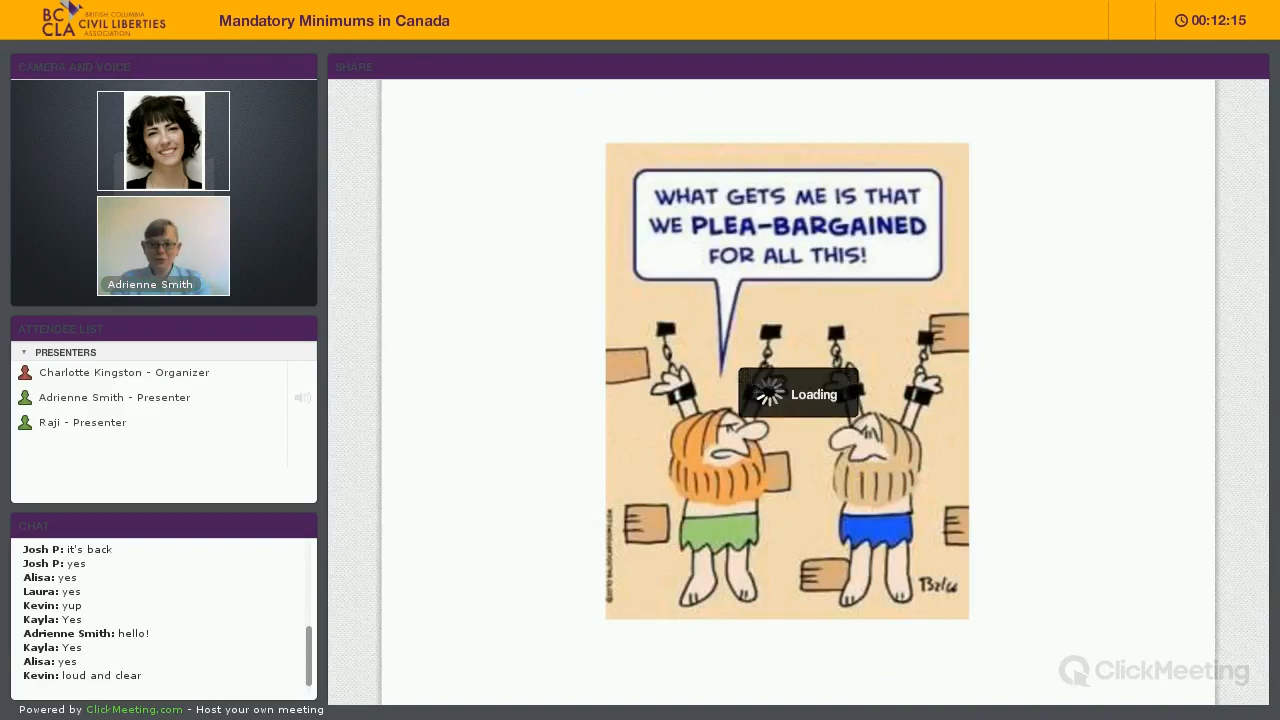 BC
CLA
BRITISH COLUMBIA
CIVIL LIBERTIES
ASSOCIATION
Mandatory Minimums in Canada
00:12:15
CAMERA AND VOICE
Adrienne Smith
ATTENDEE LIST
PRESENTERS
Charlotte Kingston - Organizer
Adrienne Smith - Presenter
Raji - Presenter
CHAT
Josh P: it's back
Josh P: yes
Alisa: yes
Laura: yes
Kevin: yup
Kayla: Yes
Adrienne Smith: hello!
Kayla: Yes
Alisa: yes
Kevin: loud and clear
Powered by ClickMeeting.com - Host your own meeting
SHARE
WHAT GETS ME IS THAT
WE PLEA-BARGAINED
FOR ALL THIS!
Loading
ClickMeeting